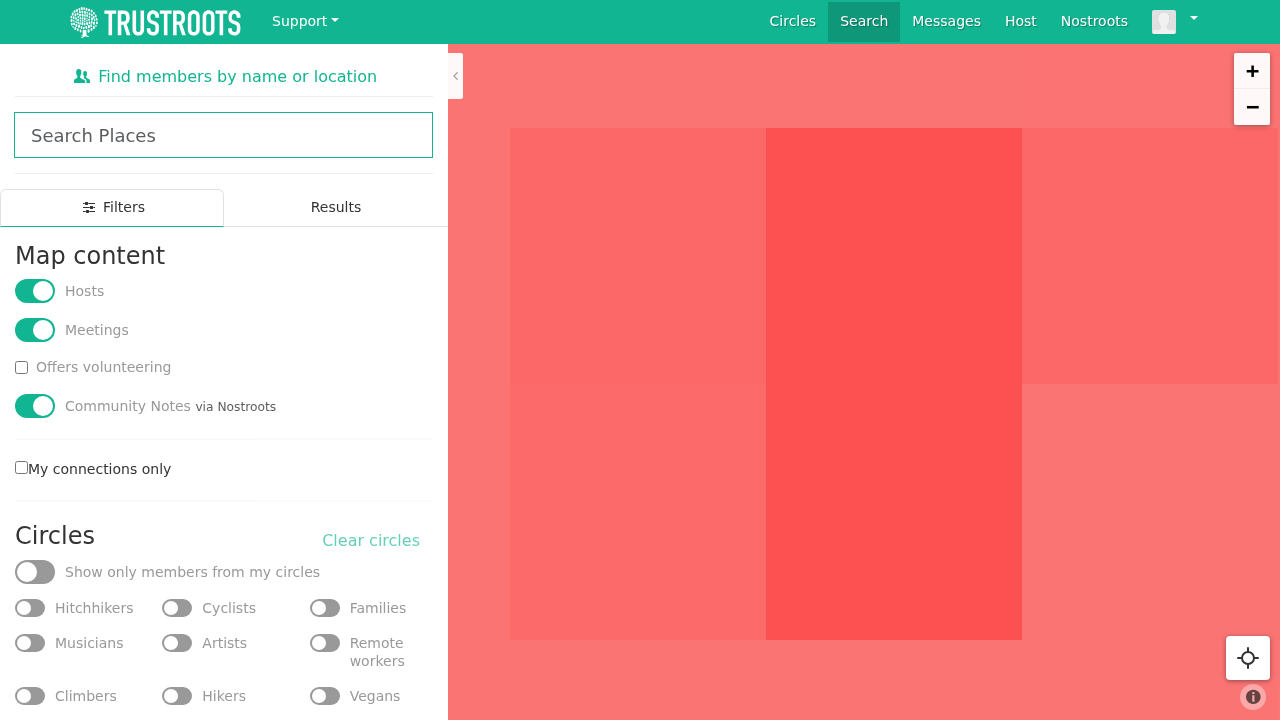 TRUSTROOTS
Support
Circles
Search
Messages
Host
Nostroots
Find members by name or location
Search Places
Filters
Results
Map content
Hosts
Meetings
Offers volunteering
Community Notes via Nostroots
My connections only
Circles
Clear circles
Show only members from my circles
Hitchhikers
Cyclists
Families
Musicians
Artists
Remote
workers
Climbers
Hikers
Vegans
+
−